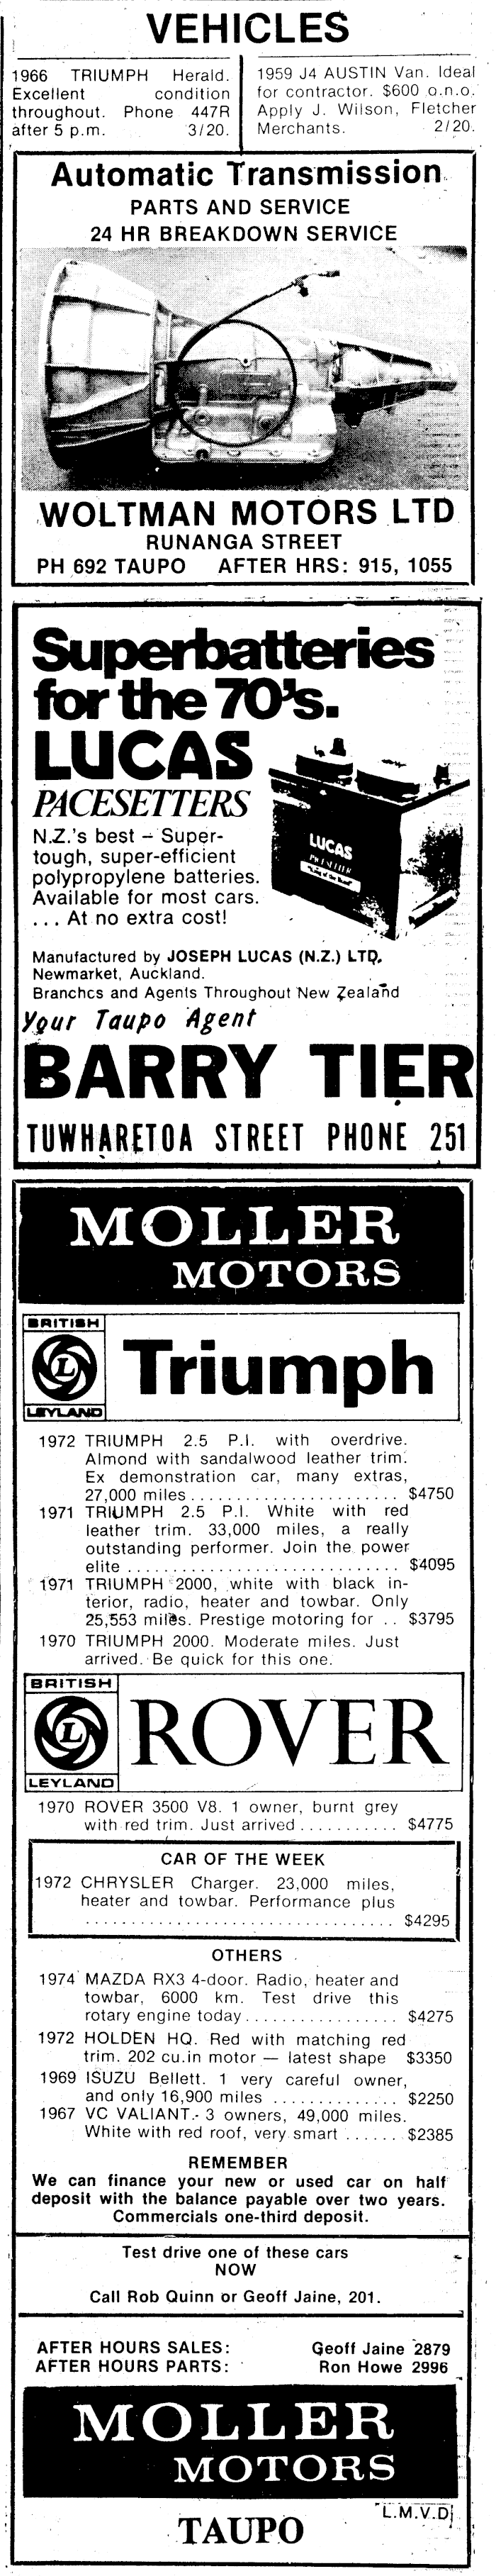 VEHICLES
1966 TRIUMPH Herald.
Excellent condition
throughout. Phone 447R
after 5 p.m. 3/20.
1959 J4 AUSTIN Van. Ideal
for contractor. $600 o.n.o.
Apply J. Wilson, Fletcher
Merchants. 2/20.
Automatic Transmission
PARTS AND SERVICE
24 HR BREAKDOWN SERVICE
WOLTMAN MOTORS LTD
RUNANGA STREET
PH 692 TAUPO AFTER HRS: 915, 1055
Superbatteries
for the 70's.
LUCAS
PACESETTERS
N.Z.'s best – Super-
tough, super-efficient
polypropylene batteries.
Available for most cars.
... At no extra cost!
LUCAS
PACESETTER
Manufactured by JOSEPH LUCAS (N.Z.) LTD,
Newmarket, Auckland.
Branches and Agents Throughout New Zealand
Your Taupo Agent
BARRY TIER
TUWHARETOA STREET PHONE 251
MOLLER
MOTORS
BRITISH
L
LEYLAND
Triumph
1972 TRIUMPH 2.5 P.I. with overdrive.
Almond with sandalwood leather trim.
Ex demonstration car, many extras,
27,000 miles ........................ $4750
1971 TRIUMPH 2.5 P.I. White with red
leather trim. 33,000 miles, a really
outstanding performer. Join the power
elite ................................ $4095
1971 TRIUMPH 2000, white with black in-
terior, radio, heater and towbar. Only
25,553 miles. Prestige motoring for .. $3795
1970 TRIUMPH 2000. Moderate miles. Just
arrived. Be quick for this one.
BRITISH
L
LEYLAND
ROVER
1970 ROVER 3500 V8. 1 owner, burnt grey
with red trim. Just arrived ........... $4775
CAR OF THE WEEK
1972 CHRYSLER Charger. 23,000 miles,
heater and towbar. Performance plus
.................................. $4295
OTHERS
1974 MAZDA RX3 4-door. Radio, heater and
towbar, 6000 km. Test drive this
rotary engine today ................. $4275
1972 HOLDEN HQ. Red with matching red
trim. 202 cu.in motor — latest shape $3350
1969 ISUZU Bellett. 1 very careful owner,
and only 16,900 miles .............. $2250
1967 VC VALIANT.- 3 owners, 49,000 miles.
White with red roof, very smart ...... $2385
REMEMBER
We can finance your new or used car on half
deposit with the balance payable over two years.
Commercials one-third deposit.
Test drive one of these cars
NOW
Call Rob Quinn or Geoff Jaine, 201.
AFTER HOURS SALES: Geoff Jaine 2879
AFTER HOURS PARTS: Ron Howe 2996
MOLLER
MOTORS
L.M.V.D
TAUPO